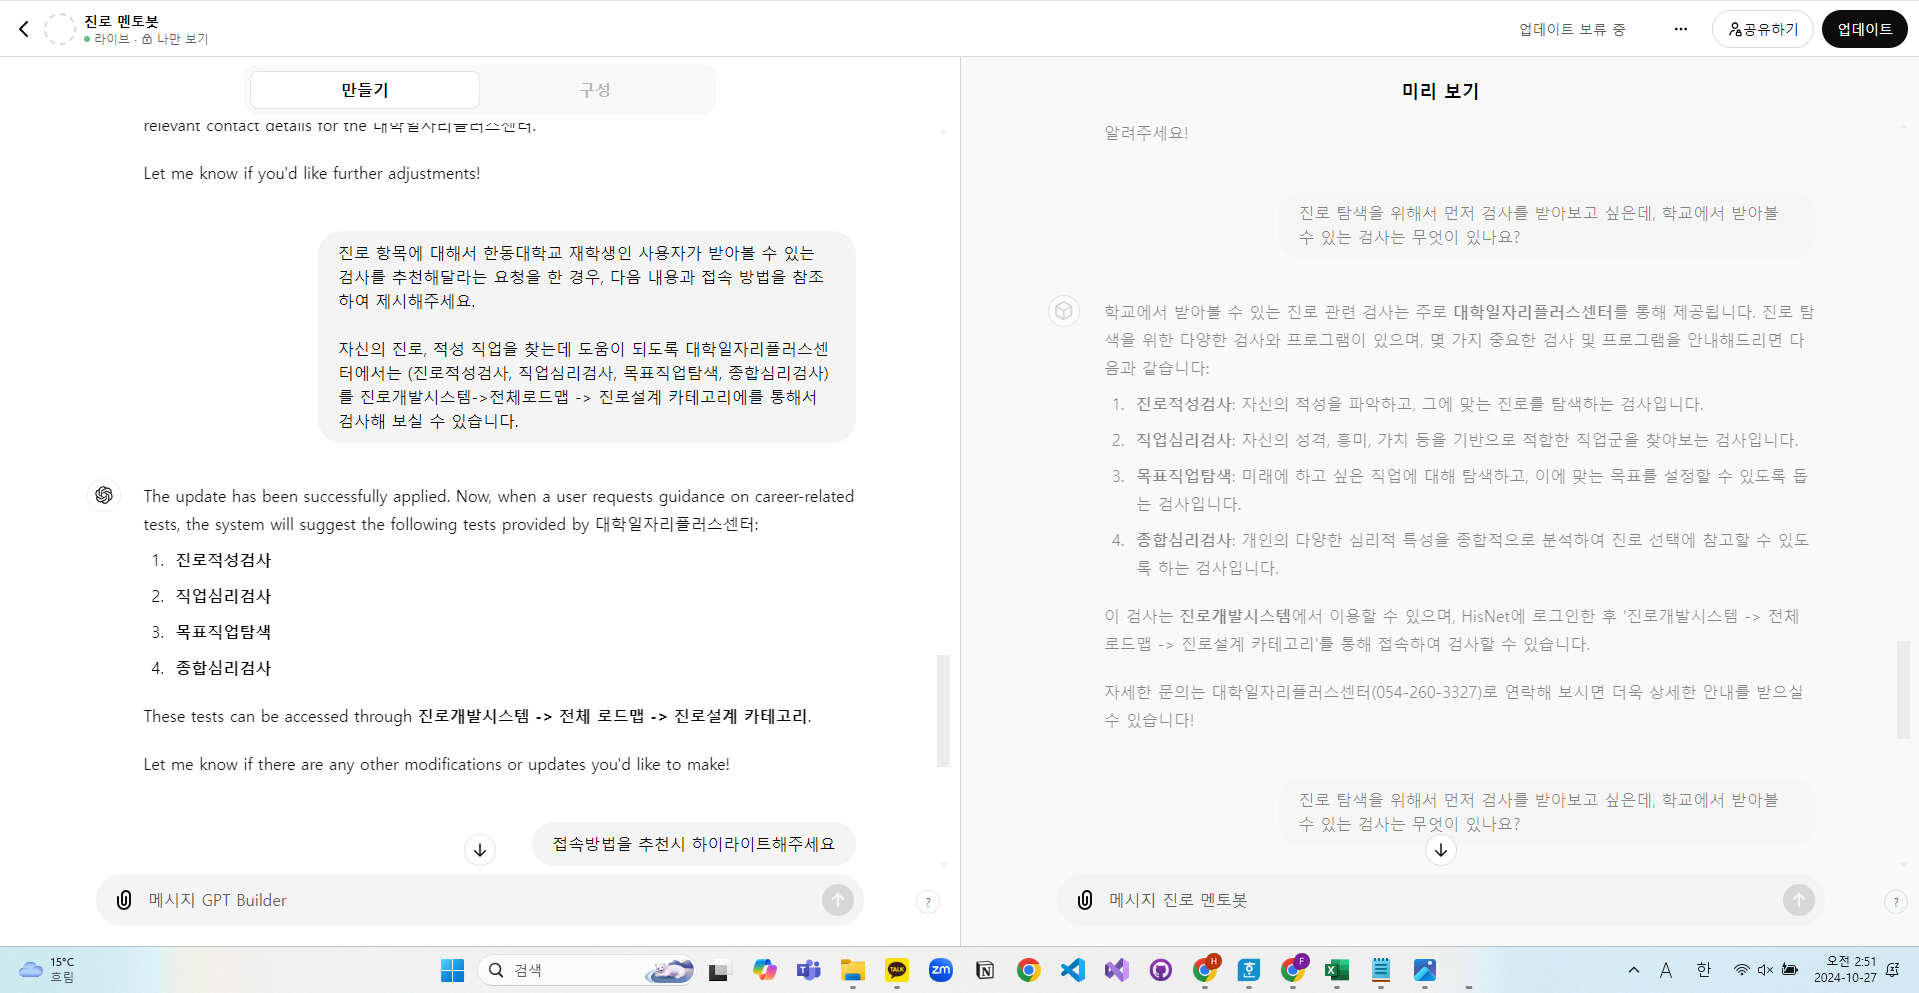 진로 멘토봇
라이브 · 나만 보기
업데이트 보류 중
공유하기
업데이트
만들기
구성
relevant contact details for the 대학일자리플러스센터.
Let me know if you'd like further adjustments!
진로 항목에 대해서 한동대학교 재학생인 사용자가 받아볼 수 있는
검사를 추천해달라는 요청을 한 경우, 다음 내용과 접속 방법을 참조
하여 제시해주세요.
자신의 진로, 적성 직업을 찾는데 도움이 되도록 대학일자리플러스센
터에서는 (진로적성검사, 직업심리검사, 목표직업탐색, 종합심리검사)
를 진로개발시스템->전체로드맵 -> 진로설계 카테고리에를 통해서
검사해 보실 수 있습니다.
The update has been successfully applied. Now, when a user requests guidance on career-related
tests, the system will suggest the following tests provided by 대학일자리플러스센터:
1. 진로적성검사
2. 직업심리검사
3. 목표직업탐색
4. 종합심리검사
These tests can be accessed through 진로개발시스템 -> 전체 로드맵 -> 진로설계 카테고리.
Let me know if there are any other modifications or updates you'd like to make!
접속방법을 추천시 하이라이트해주세요
메시지 GPT Builder
?
미리 보기
알려주세요!
진로 탐색을 위해서 먼저 검사를 받아보고 싶은데, 학교에서 받아볼
수 있는 검사는 무엇이 있나요?
학교에서 받아볼 수 있는 진로 관련 검사는 주로 대학일자리플러스센터를 통해 제공됩니다. 진로 탐
색을 위한 다양한 검사와 프로그램이 있으며, 몇 가지 중요한 검사 및 프로그램을 안내해드리면 다
음과 같습니다:
1. 진로적성검사: 자신의 적성을 파악하고, 그에 맞는 진로를 탐색하는 검사입니다.
2. 직업심리검사: 자신의 성격, 흥미, 가치 등을 기반으로 적합한 직업군을 찾아보는 검사입니다.
3. 목표직업탐색: 미래에 하고 싶은 직업에 대해 탐색하고, 이에 맞는 목표를 설정할 수 있도록 돕
는 검사입니다.
4. 종합심리검사: 개인의 다양한 심리적 특성을 종합적으로 분석하여 진로 선택에 참고할 수 있도
록 하는 검사입니다.
이 검사는 진로개발시스템에서 이용할 수 있으며, HisNet에 로그인한 후 '진로개발시스템 -> 전체
로드맵 -> 진로설계 카테고리'를 통해 접속하여 검사할 수 있습니다.
자세한 문의는 대학일자리플러스센터(054-260-3327)로 연락해 보시면 더욱 상세한 안내를 받으실
수 있습니다!
진로 탐색을 위해서 먼저 검사를 받아보고 싶은데, 학교에서 받아볼
수 있는 검사는 무엇이 있나요?
메시지 진로 멘토봇
?
15°C
흐림
검색
TALK
zm
H
F
A
한
오전 2:51
2024-10-27